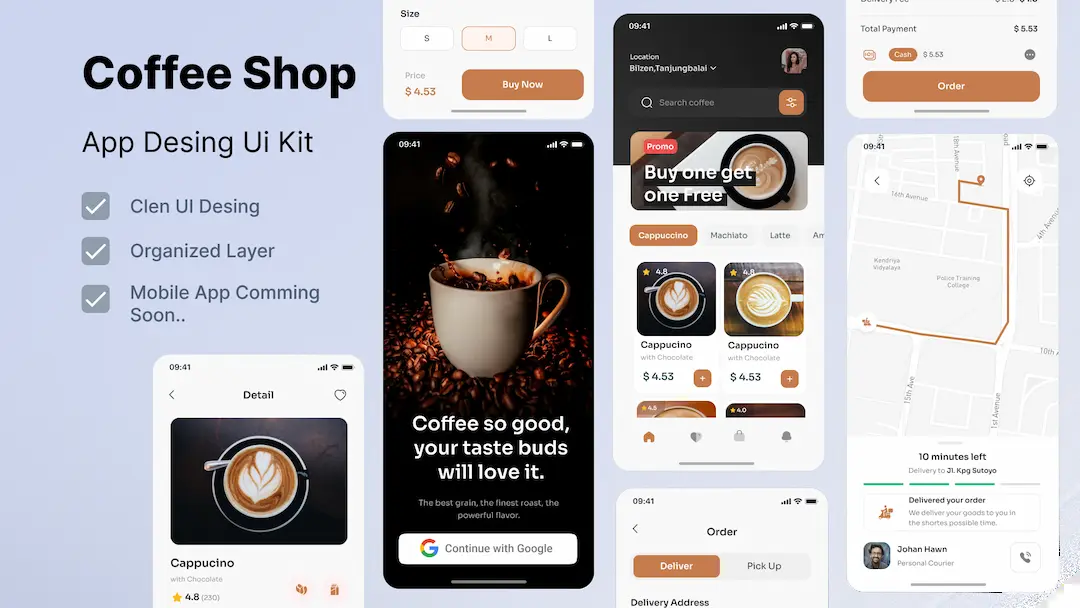 Coffee Shop
App Desing Ui Kit
Clen UI Desing
Organized Layer
Mobile App Comming
Soon..
09:41
Detail
Cappucino
with Chocolate
4.8 (230)
Size
S
M
L
Price
$ 4.53
Buy Now
09:41
Coffee so good,
your taste buds
will love it.
The best grain, the finest roast, the
powerful flavor.
Continue with Google
09:41
Location
Bilzen,Tanjungbalai
Search coffee
Promo
Buy one get
one Free
Cappuccino
Machiato
Latte
Am
4.8
4.8
Cappucino
Cappucino
with Chocolate
with Chocolate
$ 4.53
$ 4.53
4.5
4.0
09:41
Order
Deliver
Pick Up
Delivery Address
Total Payment
$ 5.53
Cash
$ 5.53
Order
09:41
18th Avenue
16th Avenue
4th Avenue
Kendriya
Vidyalaya
Police Training
College
10th A
15th Ave
1st Avenue
10 minutes left
Delivery to Jl. Kpg Sutoyo
Delivered your order
We deliver your goods to you in
the shortes possible time.
Johan Hawn
Personal Courier